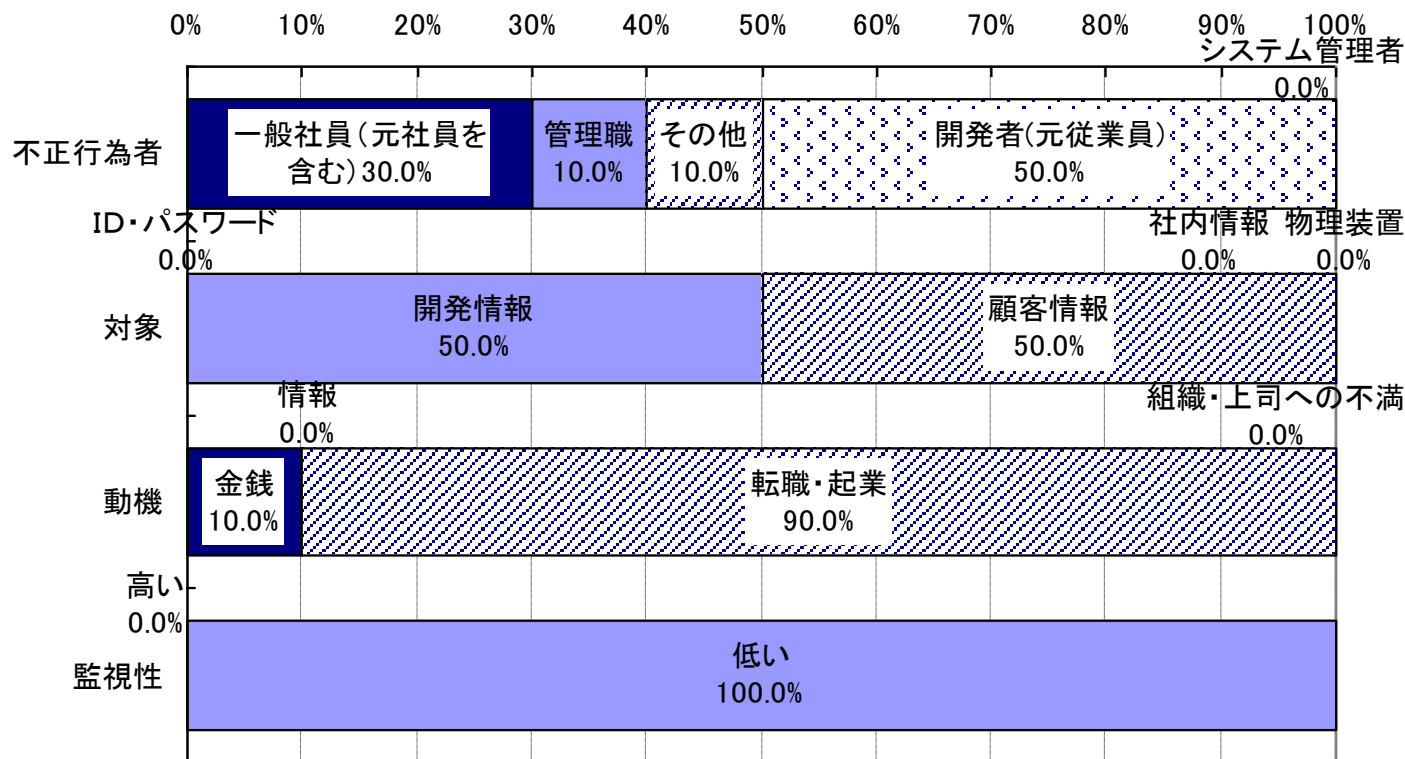 0% 10% 20% 30% 40% 50% 60% 70% 80% 90% 100%
システム管理者
0.0%
不正行為者
一般社員（元社員を
含む）30.0%
管理職
10.0%
その他
10.0%
開発者(元従業員)
50.0%
ID・パスワード
0.0%
社内情報
0.0%
物理装置
0.0%
対象
開発情報
50.0%
顧客情報
50.0%
情報
0.0%
組織・上司への不満
0.0%
動機
金銭
10.0%
転職・起業
90.0%
高い
0.0%
監視性
低い
100.0%